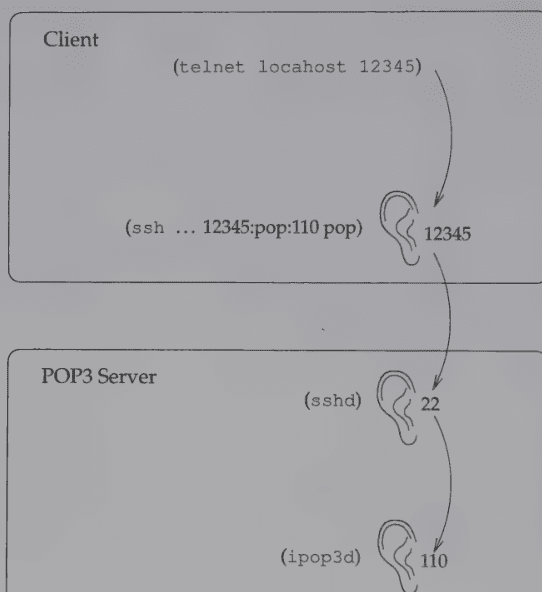 Client
(telnet locahost 12345)
(ssh ... 12345:pop:110 pop) 12345
POP3 Server
(sshd) 22
(ipop3d) 110